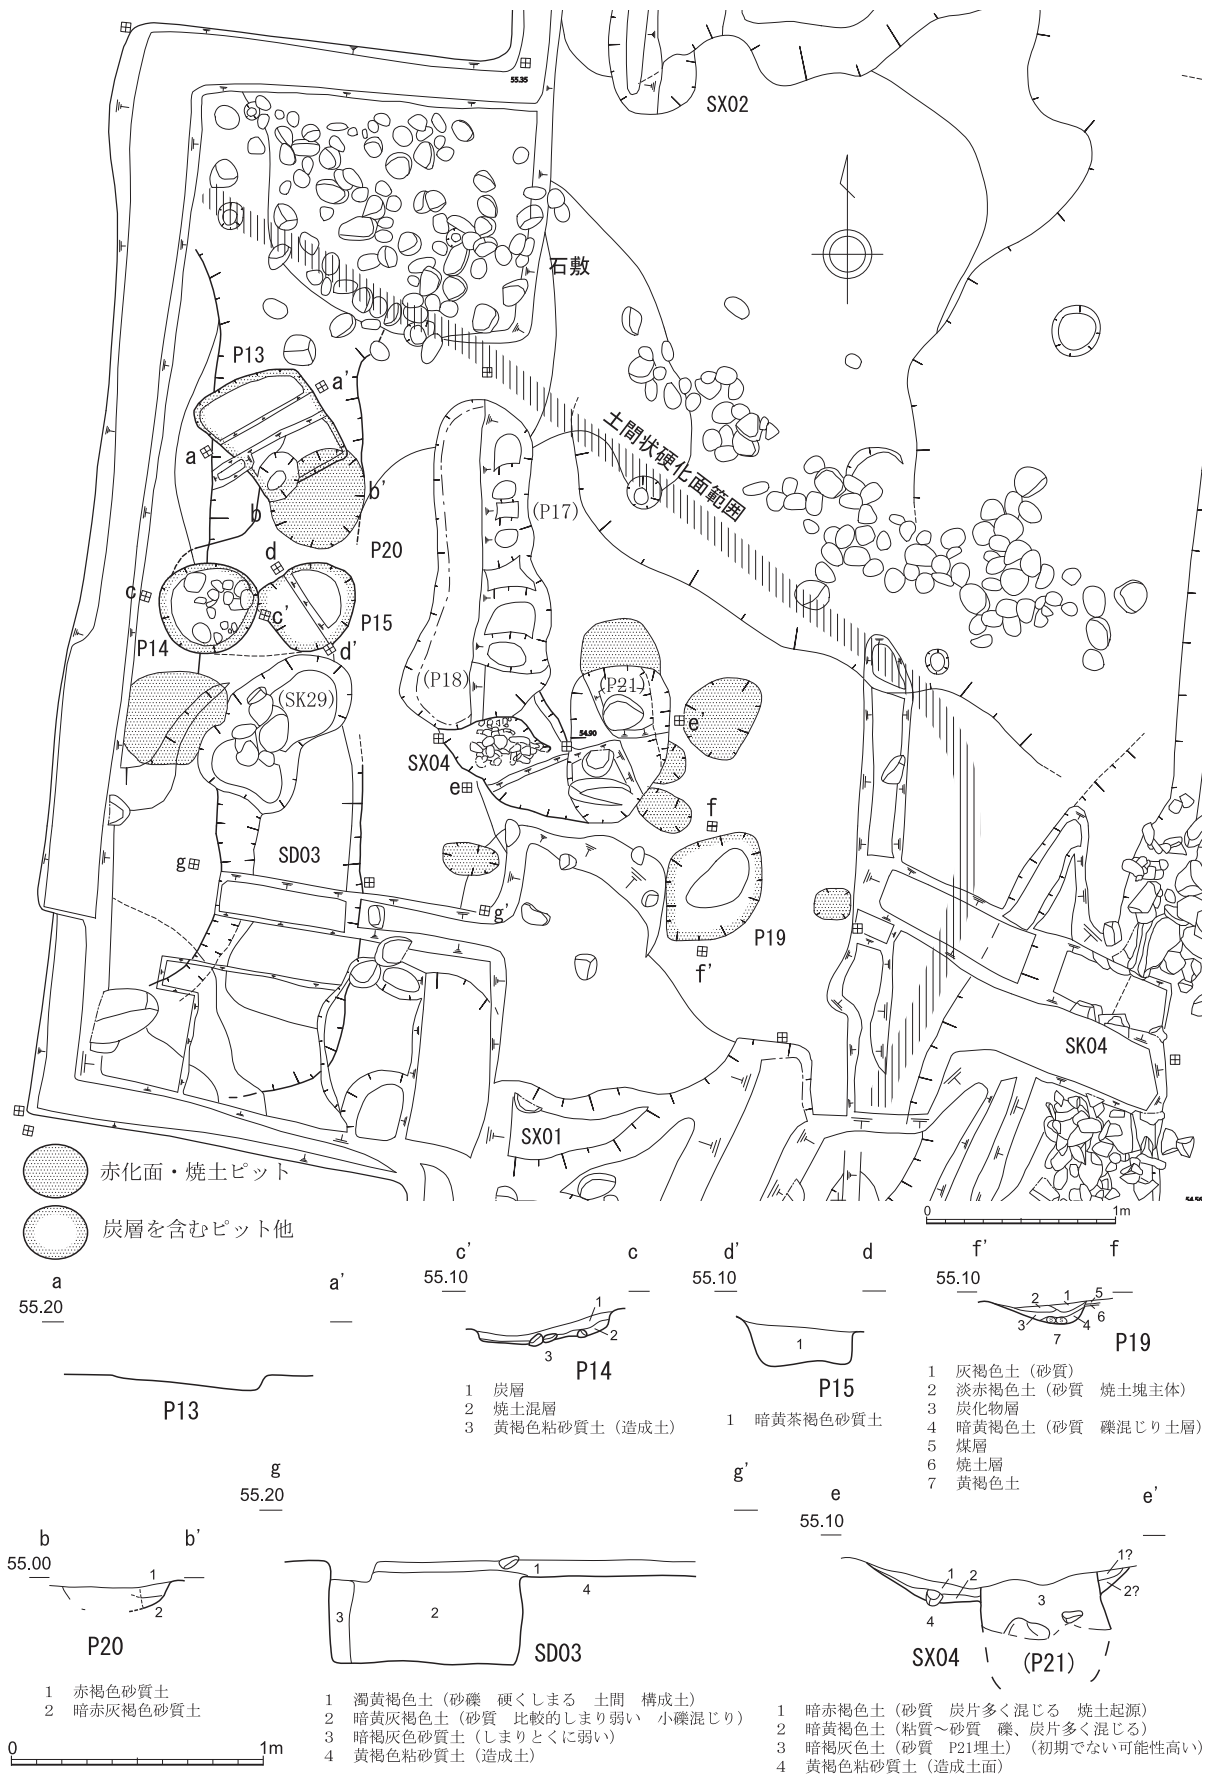 55.35
SX02
石敷
P13
a'
a
土間状硬化面範囲
b'
b
(P17)
P20
d
c
c'
P15
P14
d'
(P18)
(SK29)
(P21)
e'
54.90
SX04
e
f
SD03
g
g'
P19
f'
SK04
SX01
赤化面・焼土ピット
炭層を含むピット他
0 1m
a a'
55.20
P13
c' c
55.10
1
2
3
P14
1 炭層
2 焼土混層
3 黄褐色粘砂質土（造成土）
d' d
55.10
1
P15
1 暗黄茶褐色砂質土
f' f
55.10
2 1 5
6
3 4
7
P19
1 灰褐色土（砂質）
2 淡赤褐色土（砂質 焼土塊主体）
3 炭化物層
4 暗黄褐色土（砂質 礫混じり土層）
5 煤層
6 焼土層
7 黄褐色土
b b'
55.00
1
2
P20
1 赤褐色砂質土
2 暗赤灰褐色砂質土
0 1m
g g'
55.20
1
4
3 2
SD03
1 濁黄褐色土（砂礫 硬くしまる 土間 構成土）
2 暗黄灰褐色土（砂質 比較的しまり弱い 小礫混じり）
3 暗褐灰色砂質土（しまりとくに弱い）
4 黄褐色粘砂質土（造成土）
e e'
55.10
1?
1 2
2?
3
4
SX04 (P21)
1 暗赤褐色土（砂質 炭片多く混じる 焼土起源）
2 暗黄褐色土（粘質～砂質 礫、炭片多く混じる）
3 暗褐灰色土（砂質 P21埋土）（初期でない可能性高い）
4 黄褐色粘砂質土（造成土面）